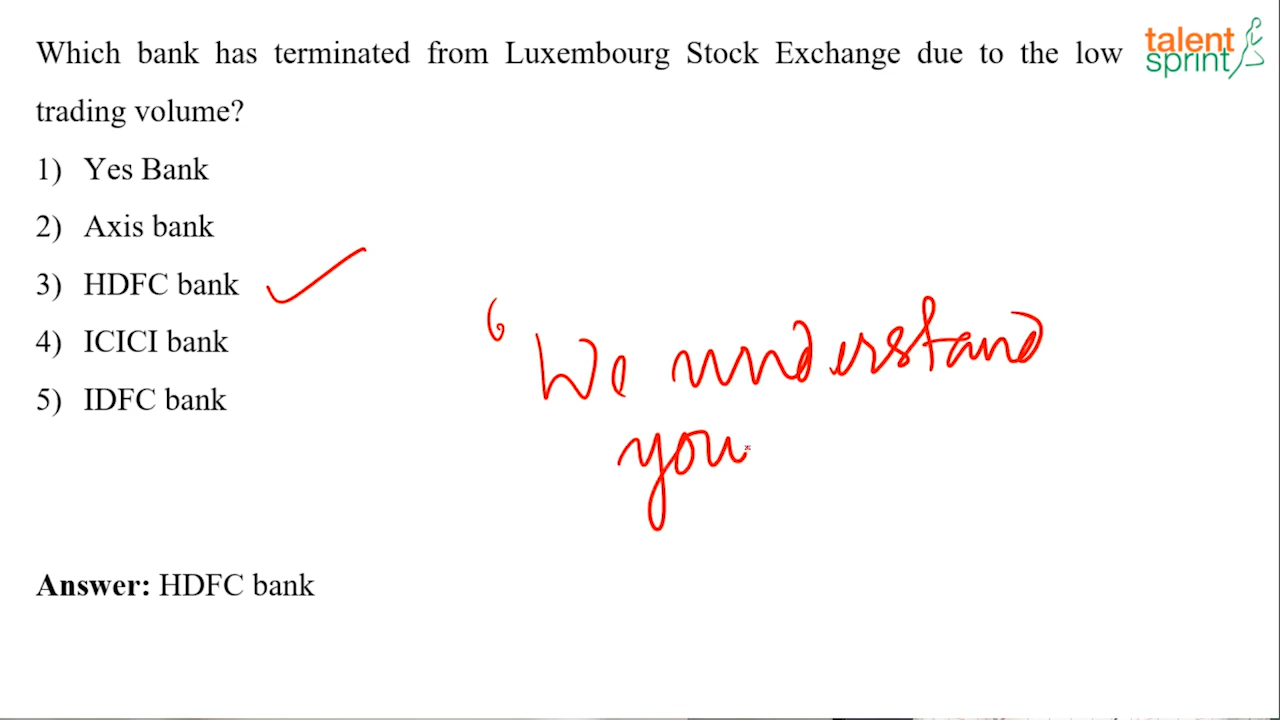 Which bank has terminated from Luxembourg Stock Exchange due to the low
trading volume?
talent
sprint
1) Yes Bank
2) Axis bank
3) HDFC bank
4) ICICI bank
5) IDFC bank
‘We understand
you
Answer: HDFC bank